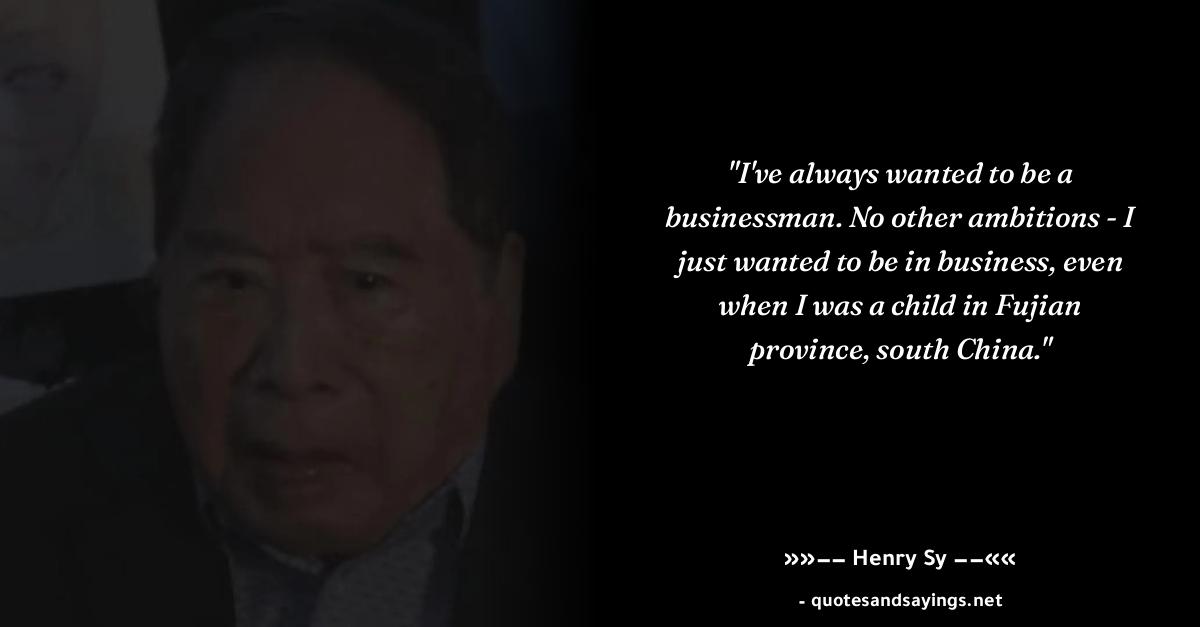 "I've always wanted to be a
businessman. No other ambitions - I
just wanted to be in business, even
when I was a child in Fujian
province, south China."
»»–– Henry Sy ––««
- quotesandsayings.net